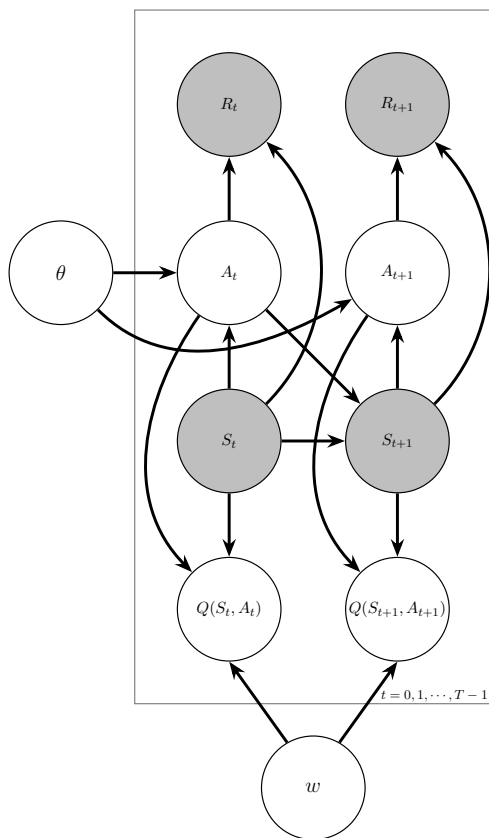 R_t
R_{t+1}
θ
A_t
A_{t+1}
S_t
S_{t+1}
Q(S_t, A_t)
Q(S_{t+1}, A_{t+1})
t = 0, 1, ⋯, T − 1
w